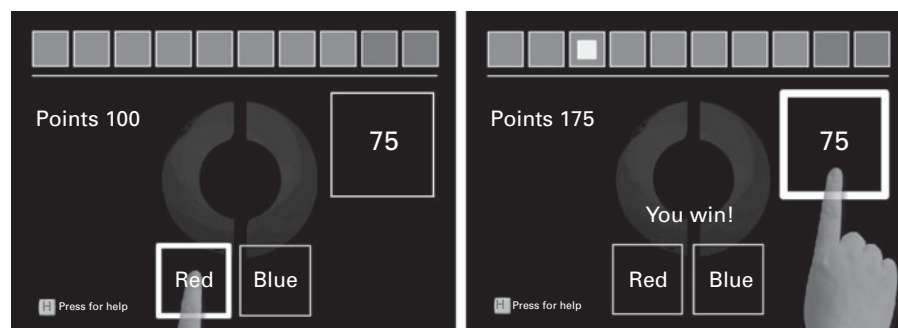 Points 100
75
Red
Blue
H Press for help
Points 175
75
You win!
Red
Blue
H Press for help